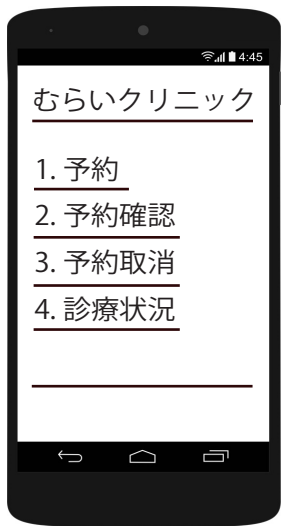 4:45
むらいクリニック
1. 予約
2. 予約確認
3. 予約取消
4. 診療状況